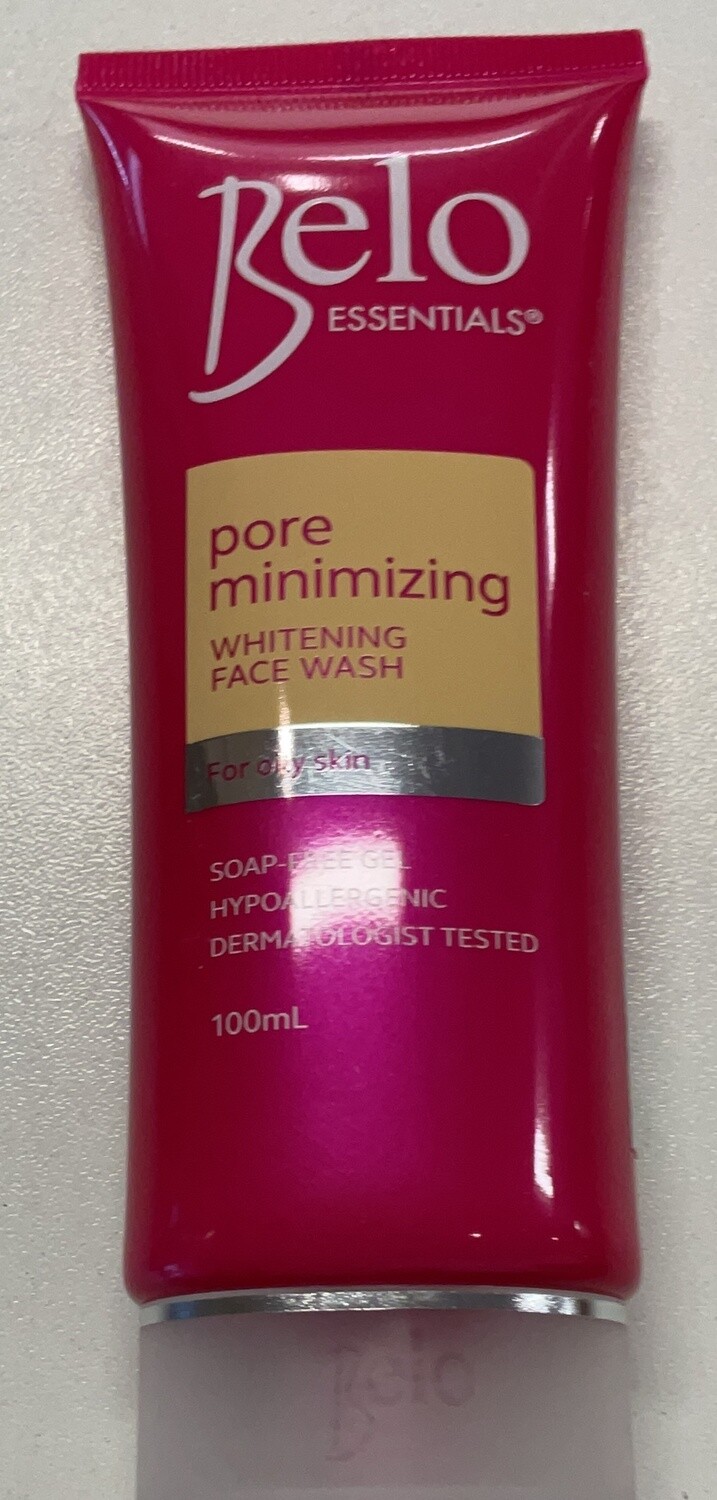 Belo
ESSENTIALS®
pore
minimizing
WHITENING
FACE WASH
For oily skin
SOAP-FREE GEL
HYPOALLERGENIC
DERMATOLOGIST TESTED
100mL
Belo